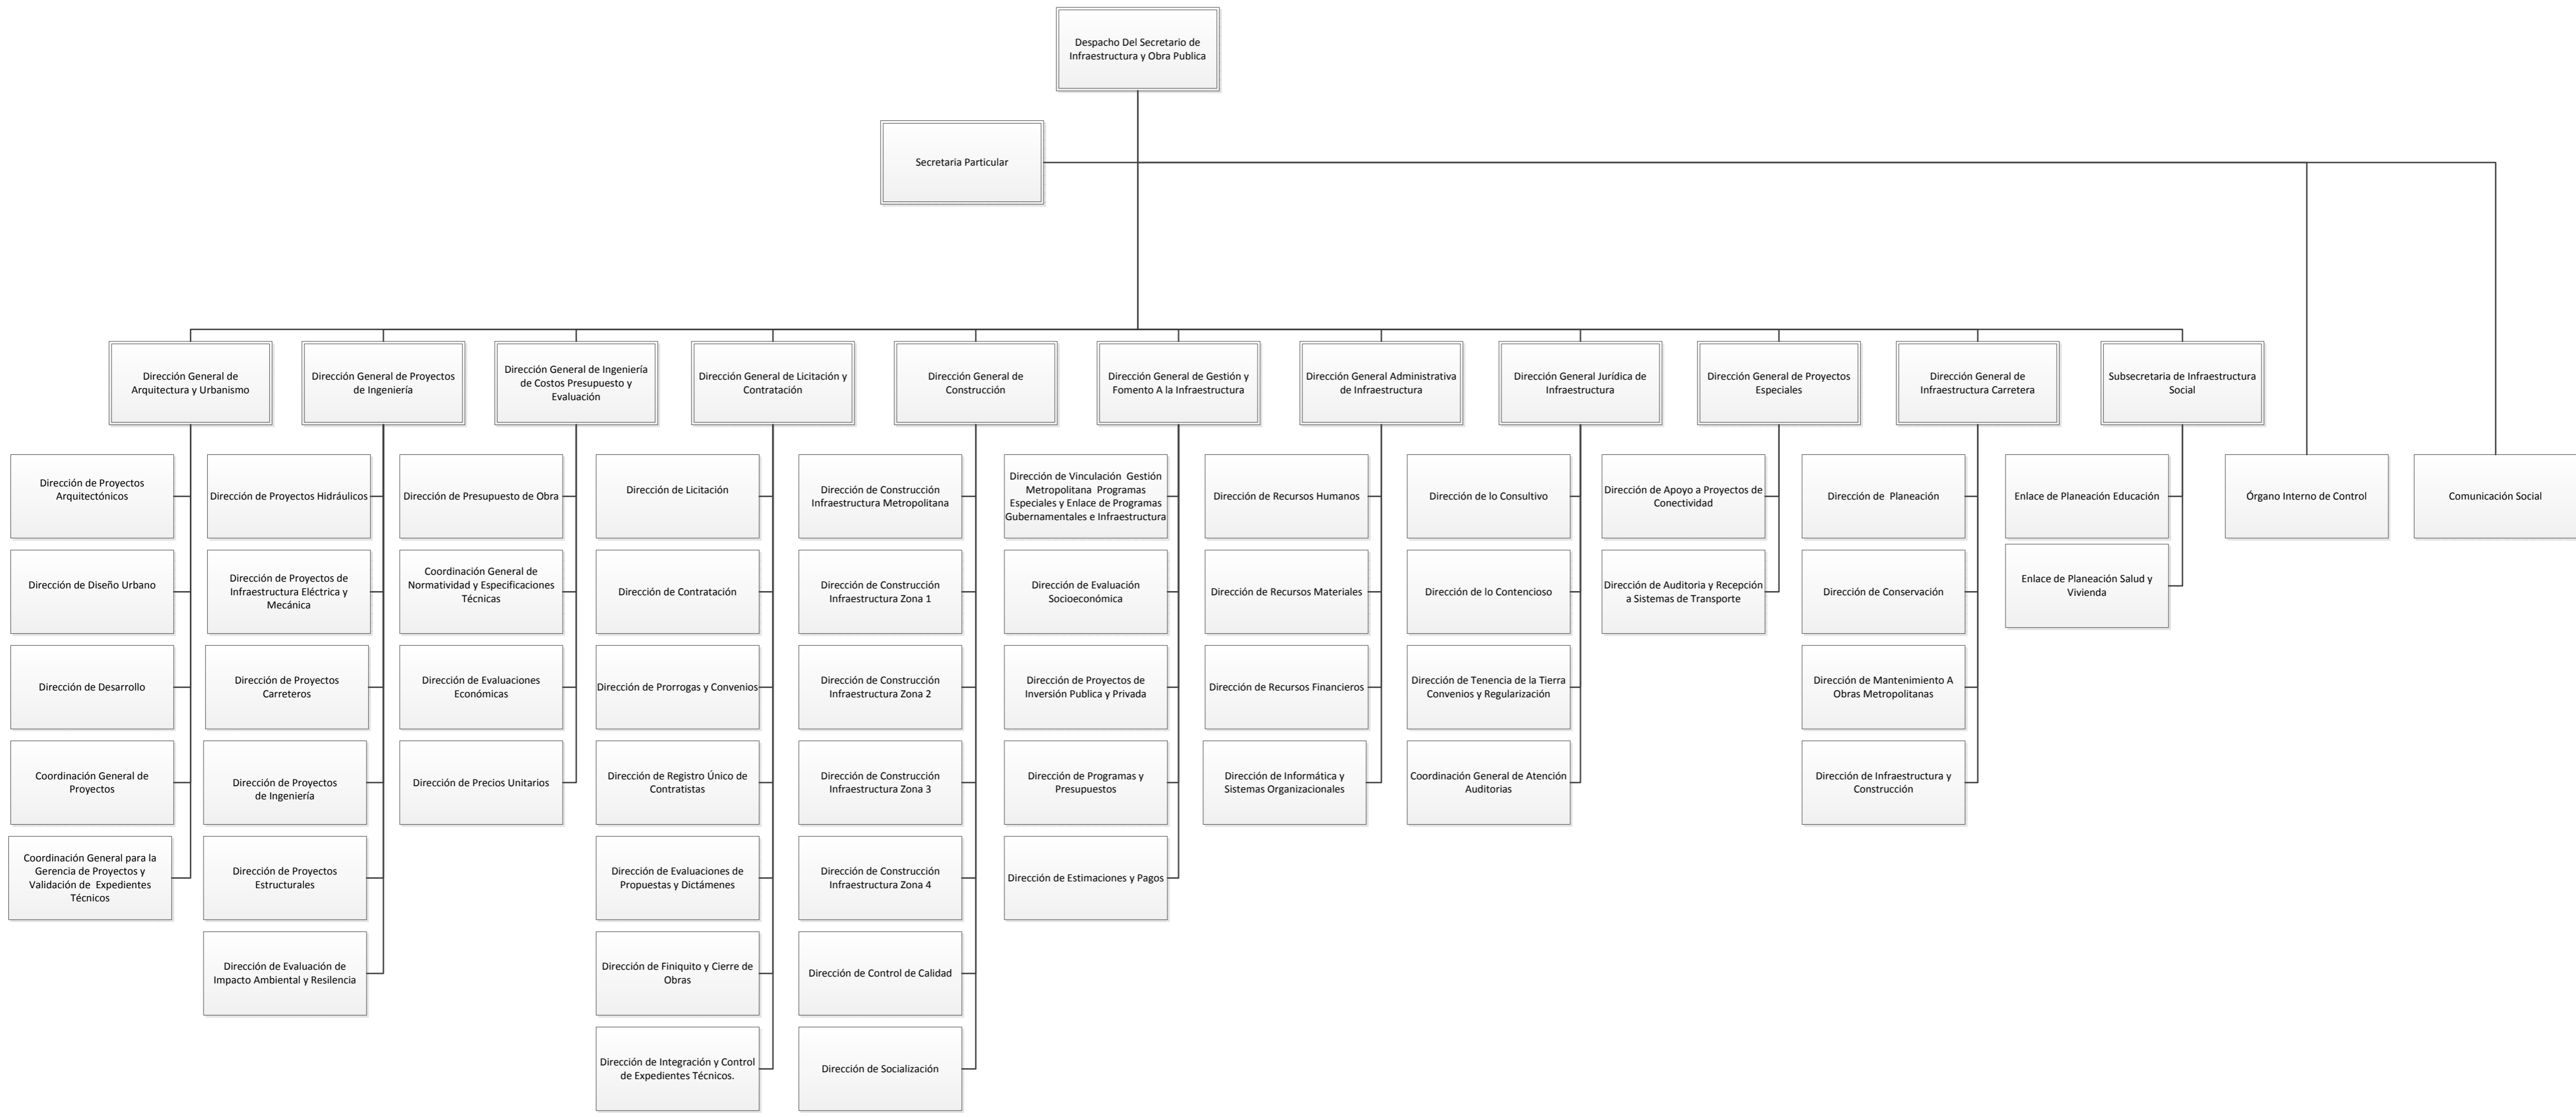 Despacho Del Secretario de
Infraestructura y Obra Publica
Secretaria Particular
Dirección General de
Arquitectura y Urbanismo
Dirección General de Proyectos
de Ingeniería
Dirección General de Ingeniería
de Costos Presupuesto y
Evaluación
Dirección General de Licitación y
Contratación
Dirección General de
Construcción
Dirección General de Gestión y
Fomento A la Infraestructura
Dirección General Administrativa
de Infraestructura
Dirección General Jurídica de
Infraestructura
Dirección General de Proyectos
Especiales
Dirección General de
Infraestructura Carretera
Subsecretaria de Infraestructura
Social
Dirección de Proyectos
Arquitectónicos
Dirección de Proyectos Hidráulicos
Dirección de Presupuesto de Obra
Dirección de Licitación
Dirección de Construcción
Infraestructura Metropolitana
Dirección de Vinculación Gestión
Metropolitana Programas
Especiales y Enlace de Programas
Gubernamentales e Infraestructura
Dirección de Recursos Humanos
Dirección de lo Consultivo
Dirección de Apoyo a Proyectos de
Conectividad
Dirección de Planeación
Enlace de Planeación Educación
Órgano Interno de Control
Comunicación Social
Dirección de Diseño Urbano
Dirección de Proyectos de
Infraestructura Eléctrica y
Mecánica
Coordinación General de
Normatividad y Especificaciones
Técnicas
Dirección de Contratación
Dirección de Construcción
Infraestructura Zona 1
Dirección de Evaluación
Socioeconómica
Dirección de Recursos Materiales
Dirección de lo Contencioso
Dirección de Auditoria y Recepción
a Sistemas de Transporte
Dirección de Conservación
Enlace de Planeación Salud y
Vivienda
Dirección de Desarrollo
Dirección de Proyectos
Carreteros
Dirección de Evaluaciones
Económicas
Dirección de Prorrogas y Convenios
Dirección de Construcción
Infraestructura Zona 2
Dirección de Proyectos de
Inversión Publica y Privada
Dirección de Recursos Financieros
Dirección de Tenencia de la Tierra
Convenios y Regularización
Dirección de Mantenimiento A
Obras Metropolitanas
Coordinación General de
Proyectos
Dirección de Proyectos
de Ingeniería
Dirección de Precios Unitarios
Dirección de Registro Único de
Contratistas
Dirección de Construcción
Infraestructura Zona 3
Dirección de Programas y
Presupuestos
Dirección de Informática y
Sistemas Organizacionales
Coordinación General de Atención
Auditorias
Dirección de Infraestructura y
Construcción
Coordinación General para la
Gerencia de Proyectos y
Validación de Expedientes
Técnicos
Dirección de Proyectos
Estructurales
Dirección de Evaluaciones de
Propuestas y Dictámenes
Dirección de Construcción
Infraestructura Zona 4
Dirección de Estimaciones y Pagos
Dirección de Evaluación de
Impacto Ambiental y Resilencia
Dirección de Finiquito y Cierre de
Obras
Dirección de Control de Calidad
Dirección de Integración y Control
de Expedientes Técnicos.
Dirección de Socialización